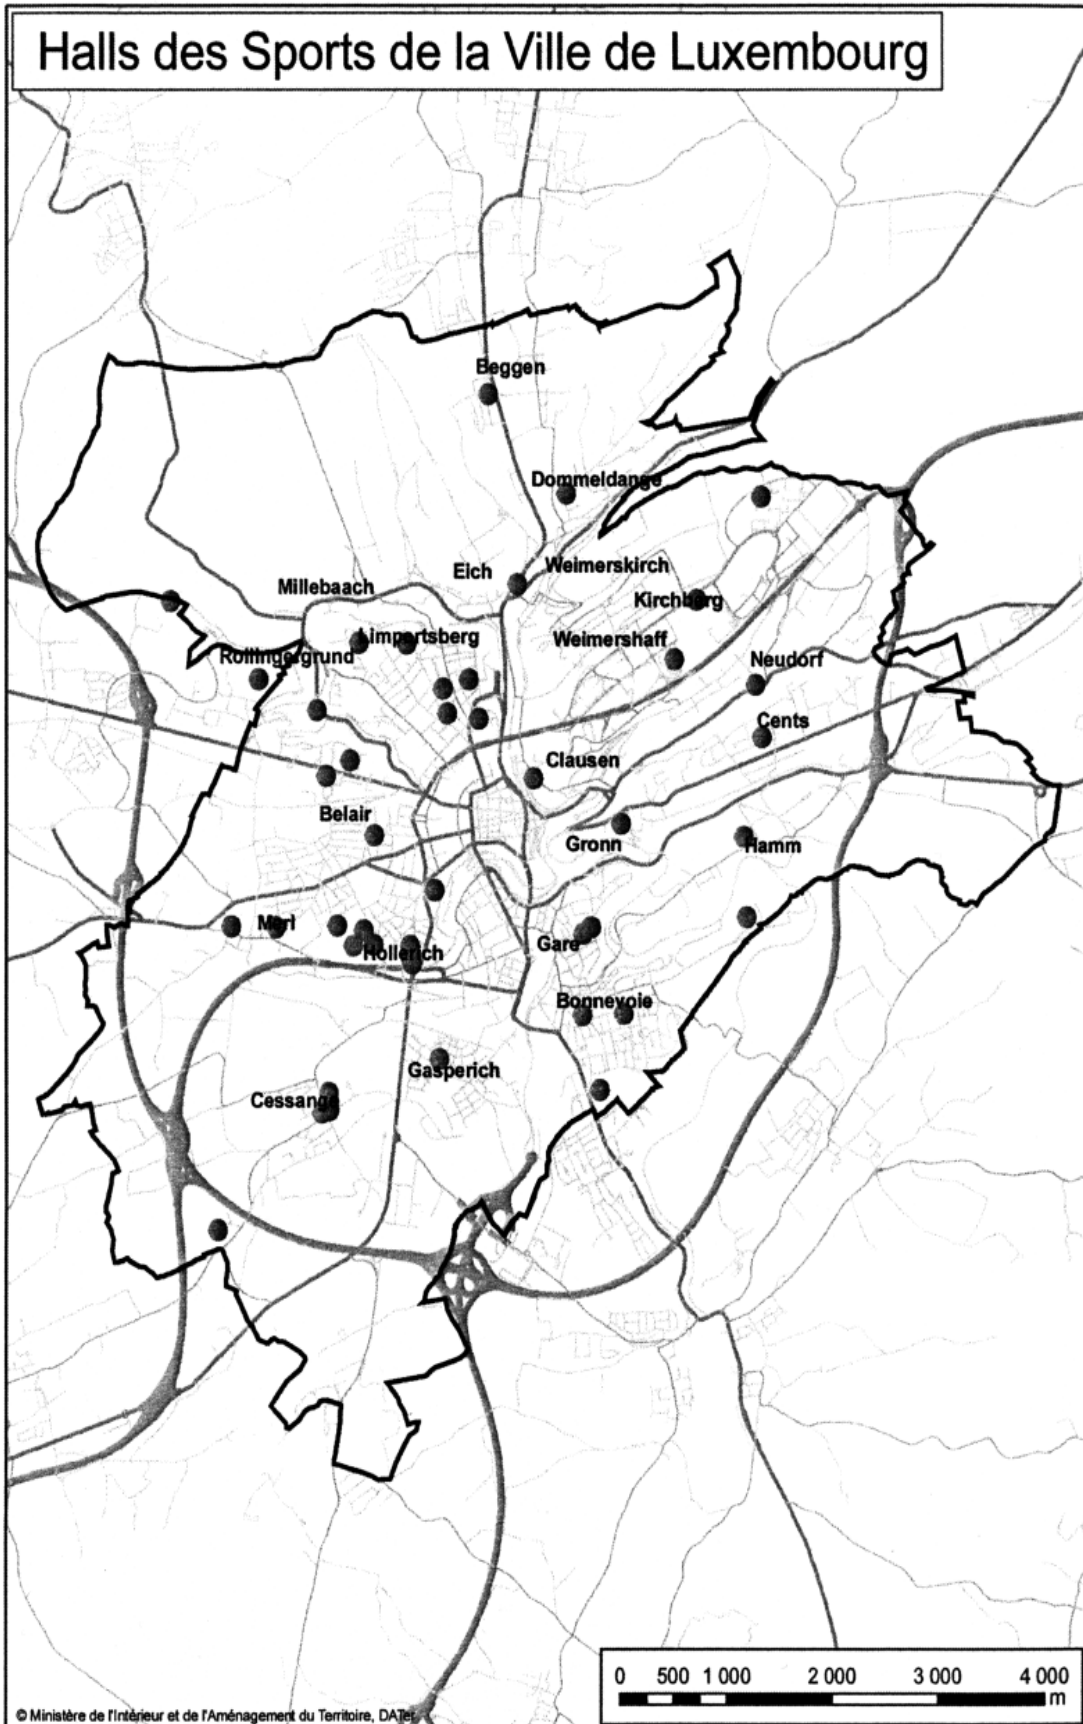 Halls des Sports de la Ville de Luxembourg
Beggen
Dommeldange
Eich
Weimerskirch
Millebaach
Kirchberg
Limpertsberg
Weimershaff
Rollingergrund
Neudorf
Cents
Clausen
Belair
Gronn
Hamm
Merl
Hollerich
Gare
Bonnevoie
Gasperich
Cessange
0 500 1 000 2 000 3 000 4 000
m
© Ministère de l'Intérieur et de l'Aménagement du Territoire, DATer